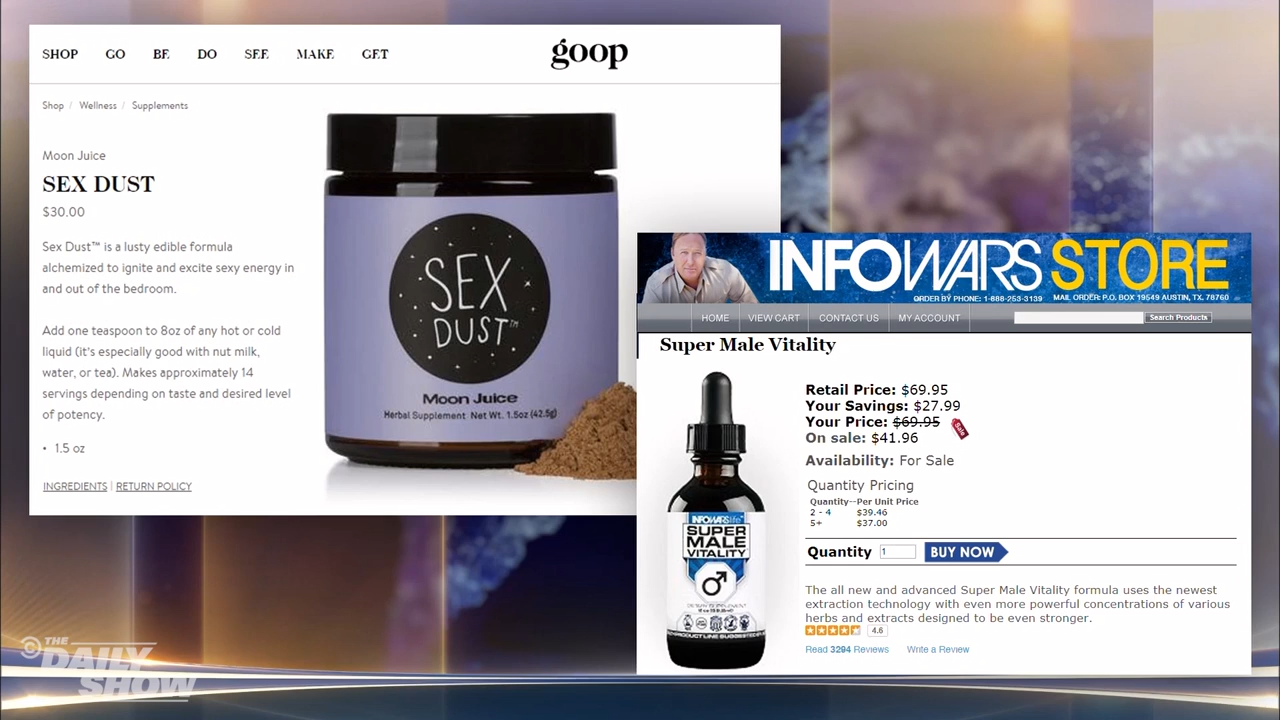 SHOP GO BE DO SEE MAKE GET
goop
Shop / Wellness / Supplements
Moon Juice
SEX DUST
$30.00
Sex Dust™ is a lusty edible formula
alchemized to ignite and excite sexy energy in
and out of the bedroom.
Add one teaspoon to 8oz of any hot or cold
liquid (it's especially good with nut milk,
water, or tea). Makes approximately 14
servings depending on taste and desired level
of potency.
• 1.5 oz
INGREDIENTS | RETURN POLICY
SEX
DUST™
Moon Juice
Herbal Supplement Net Wt. 1.5oz (42.5g)
INFOWARS STORE
ORDER BY PHONE: 1-888-253-3139 MAIL ORDER: P.O. BOX 19549 AUSTIN, TX. 78760
HOME VIEW CART CONTACT US MY ACCOUNT
Search Products
Super Male Vitality
Retail Price: $69.95
Your Savings: $27.99
Your Price: $69.95
Sale
On sale: $41.96
Availability: For Sale
Quantity Pricing
Quantity--Per Unit Price
2 - 4 $39.46
5+ $37.00
Quantity 1 BUY NOW
The all new and advanced Super Male Vitality formula uses the newest
extraction technology with even more powerful concentrations of various
herbs and extracts designed to be even stronger.
4.6
Read 3294 Reviews Write a Review
INFOWARS life™
SUPER
MALE
VITALITY
DIETARY SUPPLEMENT
THE
DAILY
SHOW